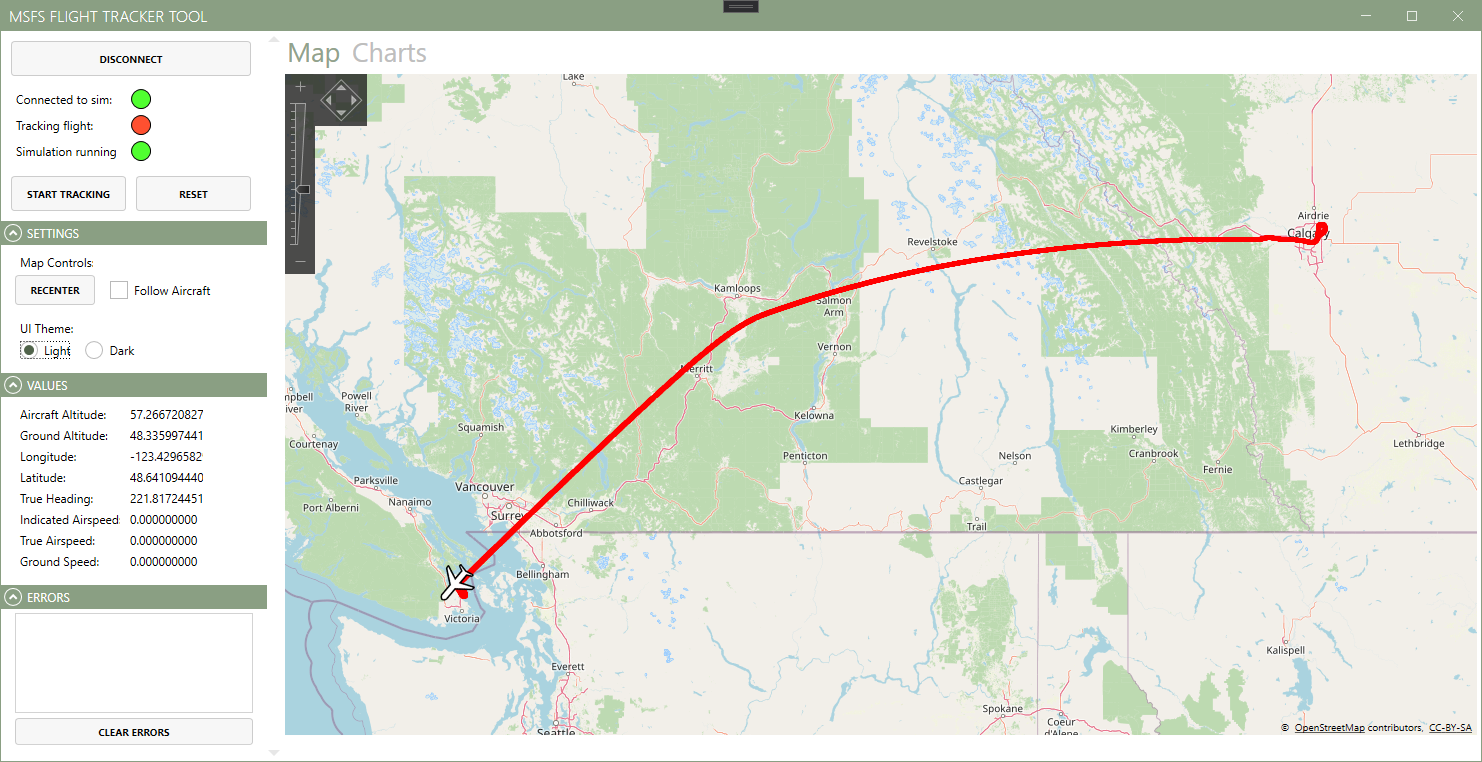 MSFS FLIGHT TRACKER TOOL
DISCONNECT
Connected to sim:
Tracking flight:
Simulation running
START TRACKING RESET
SETTINGS
Map Controls:
RECENTER Follow Aircraft
UI Theme:
Light Dark
VALUES
Aircraft Altitude: 57.266720827
Ground Altitude: 48.335997441
Longitude: -123.4296582
Latitude: 48.641094440
True Heading: 221.81724451
Indicated Airspeed: 0.000000000
True Airspeed: 0.000000000
Ground Speed: 0.000000000
ERRORS
CLEAR ERRORS
Map Charts
Lake
Airdrie
Calgary
Revelstoke
Kamloops
Salmon
Arm
Vernon
Merritt
mpbell
iver
Powell
River
Kelowna
Squamish
Courtenay
Kimberley
Cranbrook
Lethbridge
Penticton
Nelson
Fernie
Parksville
Vancouver
Castlegar
Nanaimo
Port Alberni
Chilliwack
Surrey
Abbotsford
Trail
Bellingham
Victoria
Everett
Kalispell
Spokane
Coeur
d'Alene
Seattle
© OpenStreetMap contributors, CC-BY-SA